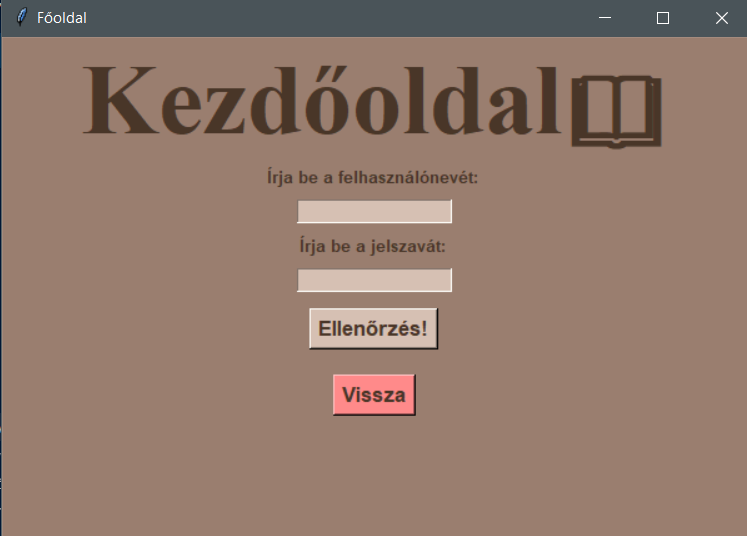 Főoldal
Kezdőoldal
Írja be a felhasználónevét:
Írja be a jelszavát:
Ellenőrzés!
Vissza